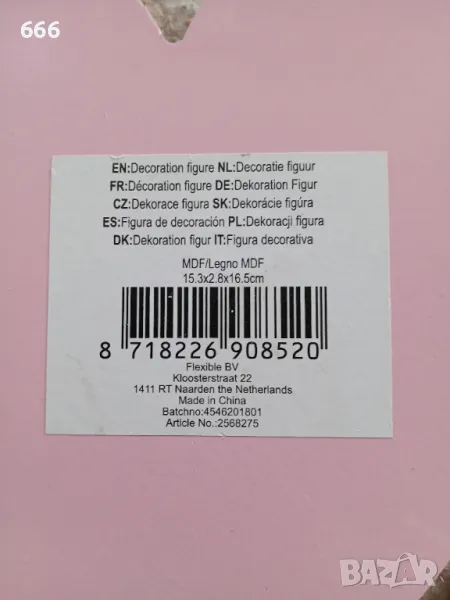 666
EN:Decoration figure NL:Decoratie figuur
FR:Décoration figure DE:Dekoration Figur
CZ:Dekorace figura SK:Dekorácie figúra
ES:Figura de decoración PL:Dekoracji figura
DK:Dekoration figur IT:Figura decorativa
MDF/Legno MDF
15.3x2.8x16.5cm
8 718226 908520
Flexible BV
Kloosterstraat 22
1411 RT Naarden the Netherlands
Made in China
Batchno:4546201801
Article No.:2568275
bazar.bg